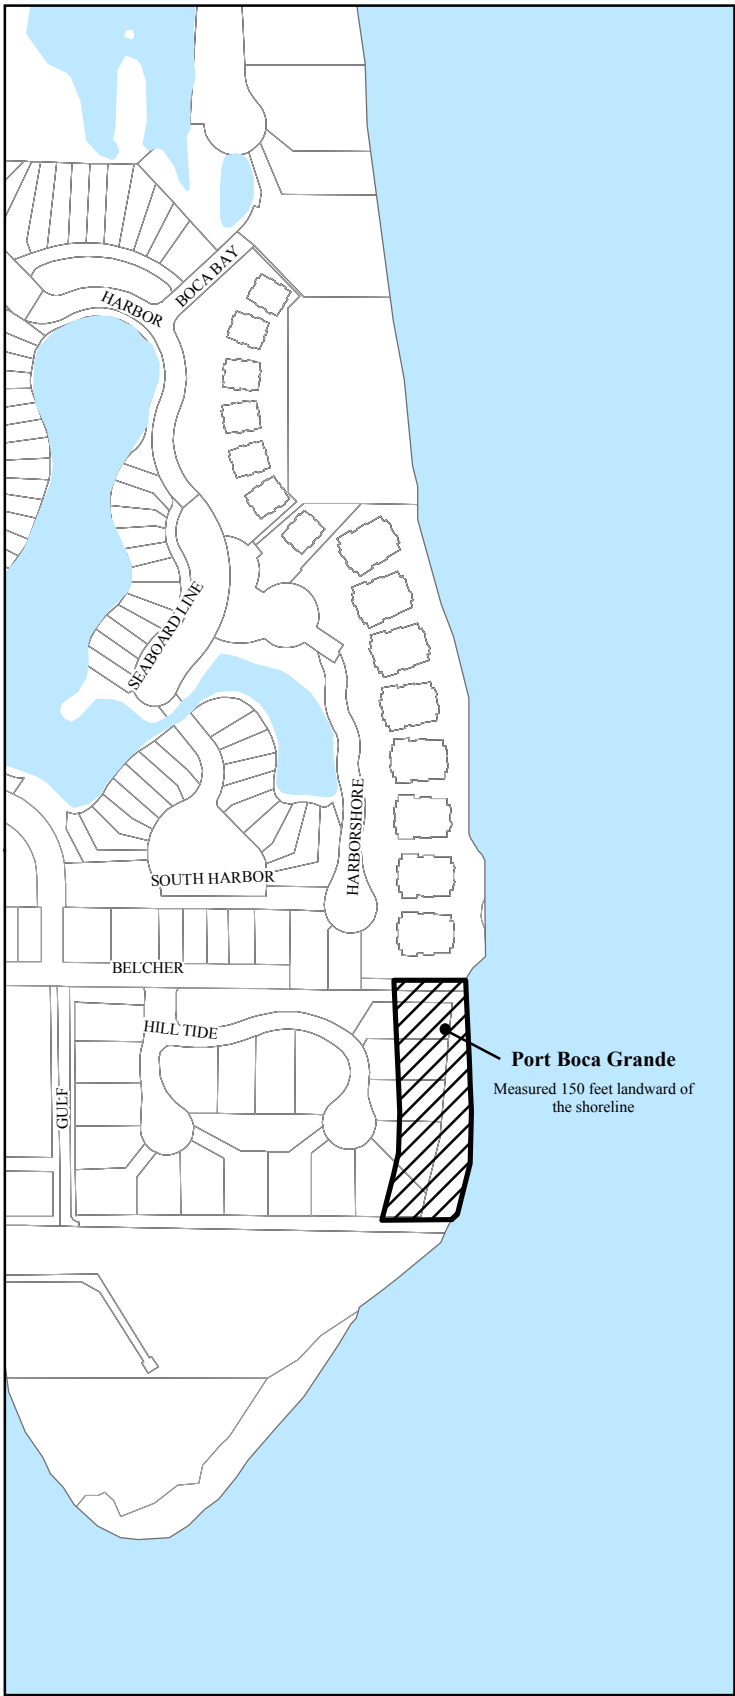 BOCA BAY
HARBOR
SEABOARD LINE
HARBORSHORE
SOUTH HARBOR
BELCHER
HILL TIDE
GULF
Port Boca Grande
Measured 150 feet landward of
the shoreline